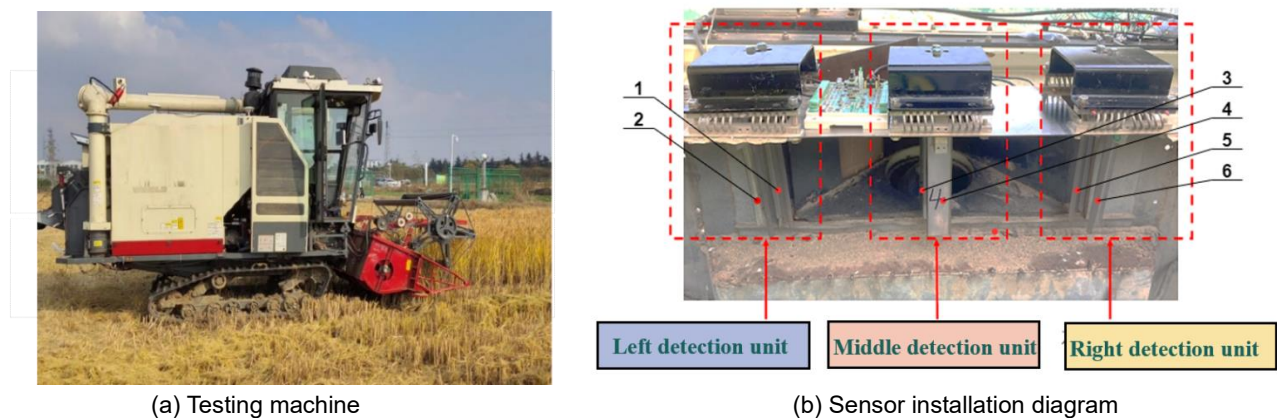 1
2
3
4
5
6
Left detection unit
Middle detection unit
Right detection unit
(a) Testing machine
(b) Sensor installation diagram